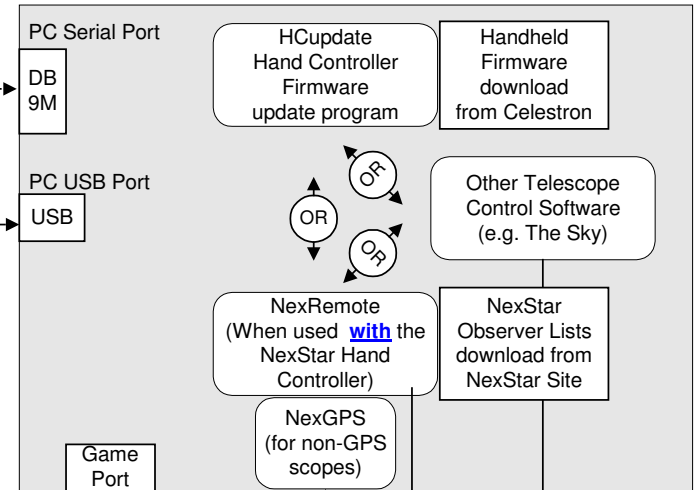 PC Serial Port
DB
9M
HCupdate
Hand Controller
Firmware
update program
Handheld
Firmware
download
from Celestron
PC USB Port
USB
OR
OR
OR
Other Telescope
Control Software
(e.g. The Sky)
NexRemote
(When used with the
NexStar Hand
Controller)
NexStar
Observer Lists
download from
NexStar Site
NexGPS
(for non-GPS
scopes)
Game
Port